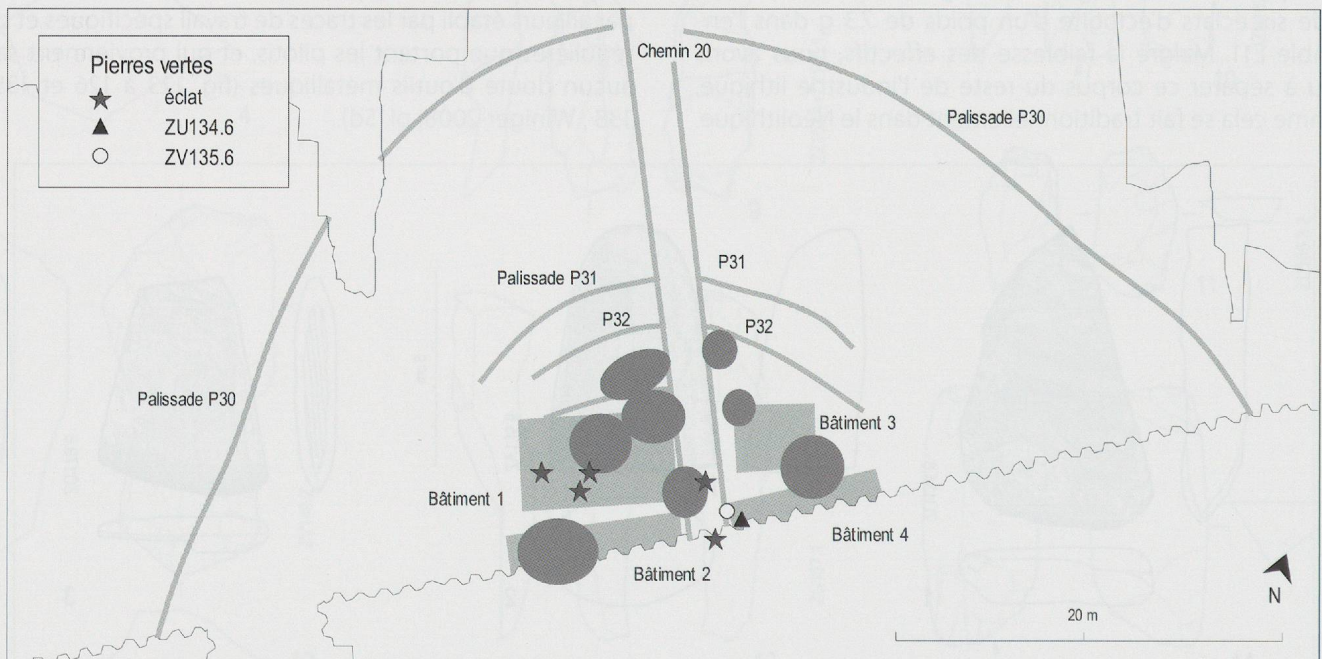 Pierres vertes
éclat
ZU134.6
ZV135.6
Chemin 20
Palissade P30
Palissade P31
P31
P32
P32
Palissade P30
Bâtiment 3
Bâtiment 1
Bâtiment 4
Bâtiment 2
N
20 m